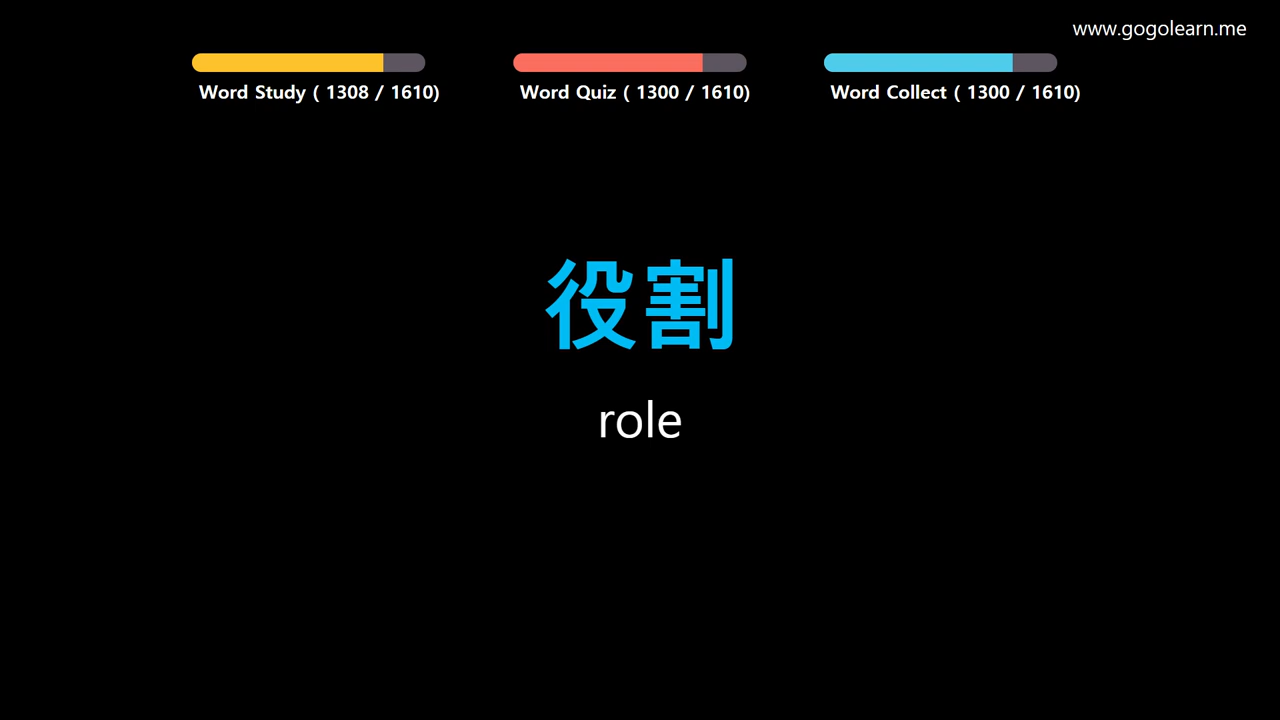 www.gogolearn.me
Word Study ( 1308 / 1610)
Word Quiz ( 1300 / 1610)
Word Collect ( 1300 / 1610)
役割
role